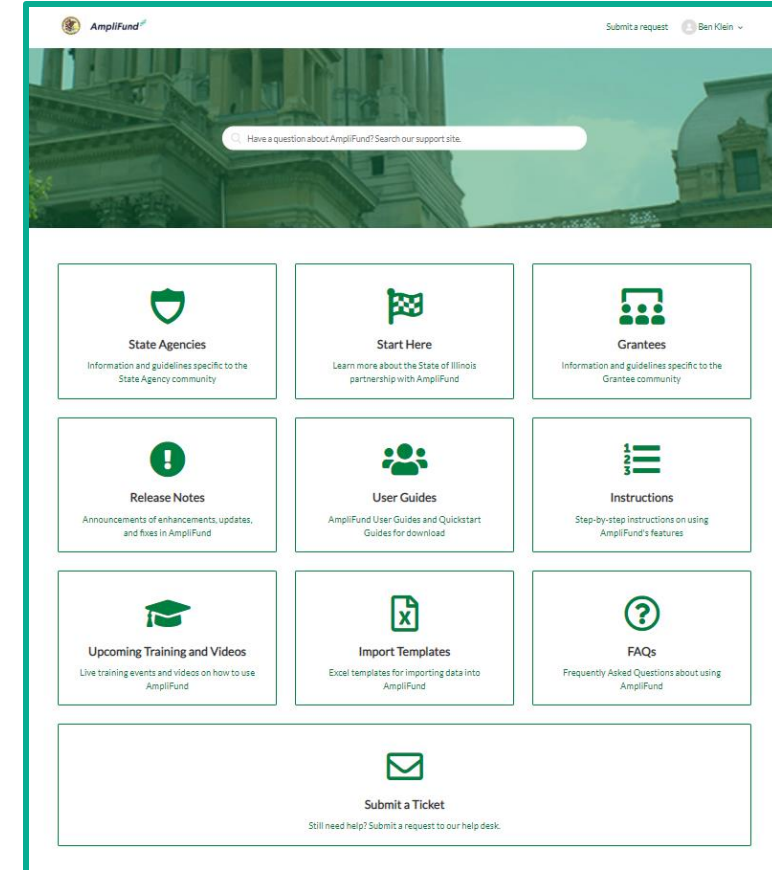 AmpliFund
Submit a request
Ben Klein
Have a question about AmpliFund? Search our support site.
State Agencies
Information and guidelines specific to the
State Agency community
Start Here
Learn more about the State of Illinois
partnership with AmpliFund
Grantees
Information and guidelines specific to the
Grantee community
Release Notes
Announcements of enhancements, updates,
and fixes in AmpliFund
User Guides
AmpliFund User Guides and Quickstart
Guides for download
1
2
3
Instructions
Step-by-step instructions on using
AmpliFund's features
Upcoming Training and Videos
Live training events and videos on how to use
AmpliFund
X
Import Templates
Excel templates for importing data into
AmpliFund
FAQs
Frequently Asked Questions about using
AmpliFund
Submit a Ticket
Still need help? Submit a request to our help desk.